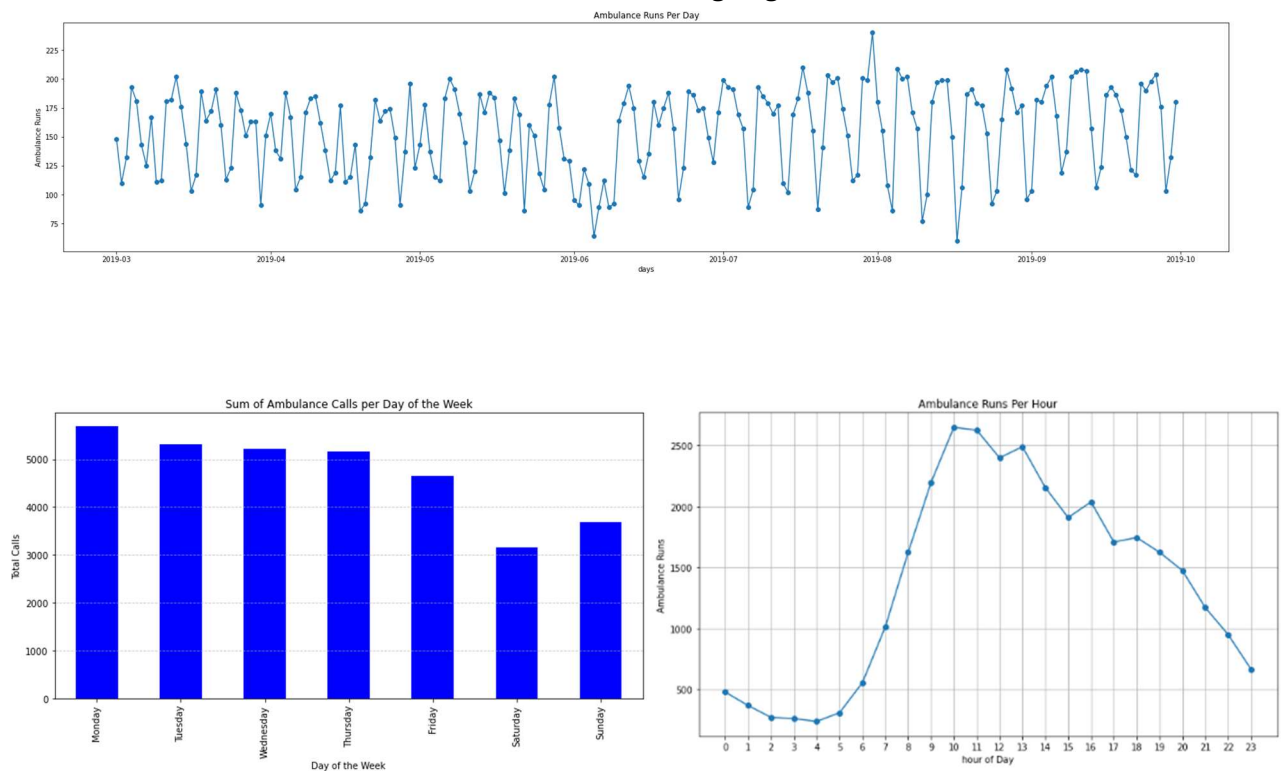 Ambulance Runs Per Day
Ambulance Runs
225
200
175
150
125
100
75
2019-03 2019-04 2019-05 2019-06 2019-07 2019-08 2019-09 2019-10
days
Sum of Ambulance Calls per Day of the Week
Total Calls
5000
4000
3000
2000
1000
0
Monday Tuesday Wednesday Thursday Friday Saturday Sunday
Day of the Week
Ambulance Runs Per Hour
Ambulance Runs
2500
2000
1500
1000
500
0 1 2 3 4 5 6 7 8 9 10 11 12 13 14 15 16 17 18 19 20 21 22 23
hour of Day